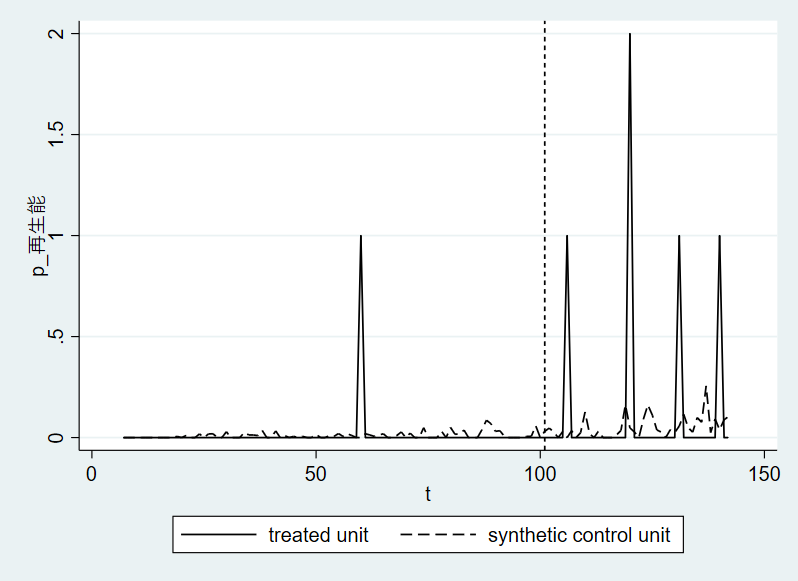 2
1.5
1
.5
0
p_再生能
0
50
100
150
t
treated unit
synthetic control unit